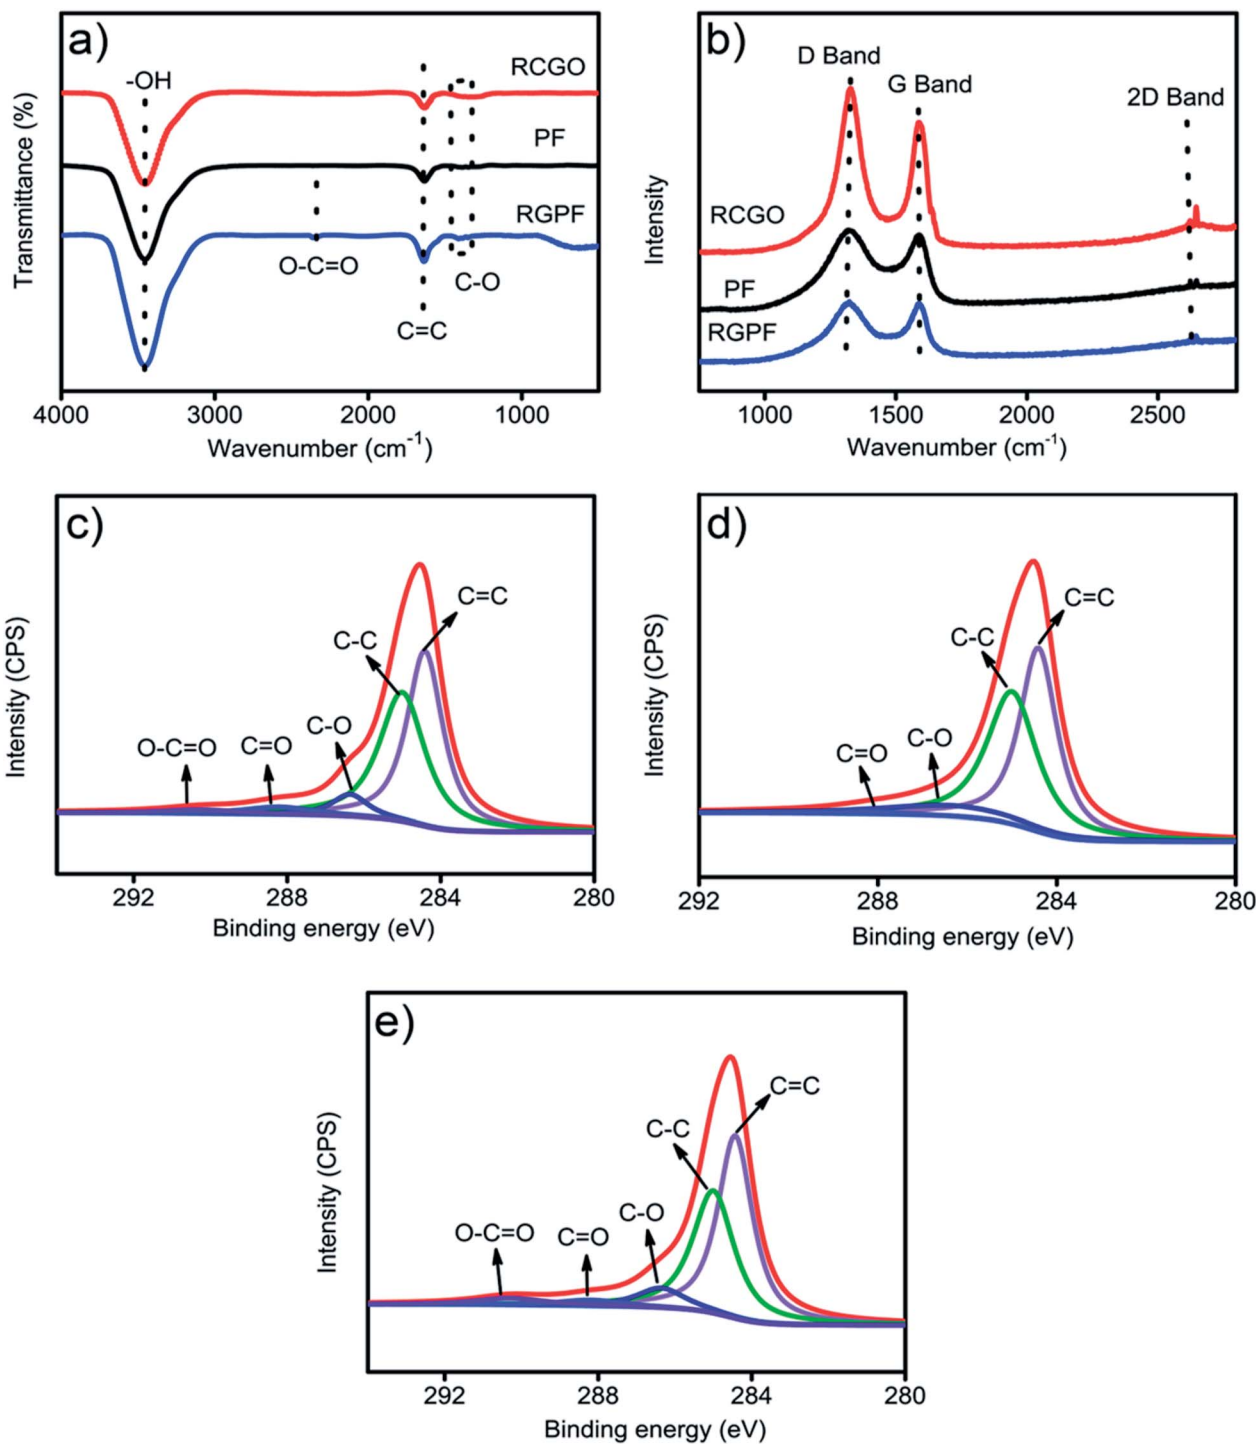 a)
-OH
RCGO
PF
RGPF
O-C=O
C-O
C=C
Transmittance (%)
4000 3000 2000 1000
Wavenumber (cm-1)
b)
D Band
G Band
2D Band
RCGO
PF
RGPF
Intensity
1000 1500 2000 2500
Wavenumber (cm-1)
c)
C=C
C-C
C-O
O-C=O C=O
Intensity (CPS)
292 288 284 280
Binding energy (eV)
d)
C=C
C-C
C-O
C=O
Intensity (CPS)
292 288 284 280
Binding energy (eV)
e)
C=C
C-C
C-O
O-C=O C=O
Intensity (CPS)
292 288 284 280
Binding energy (eV)